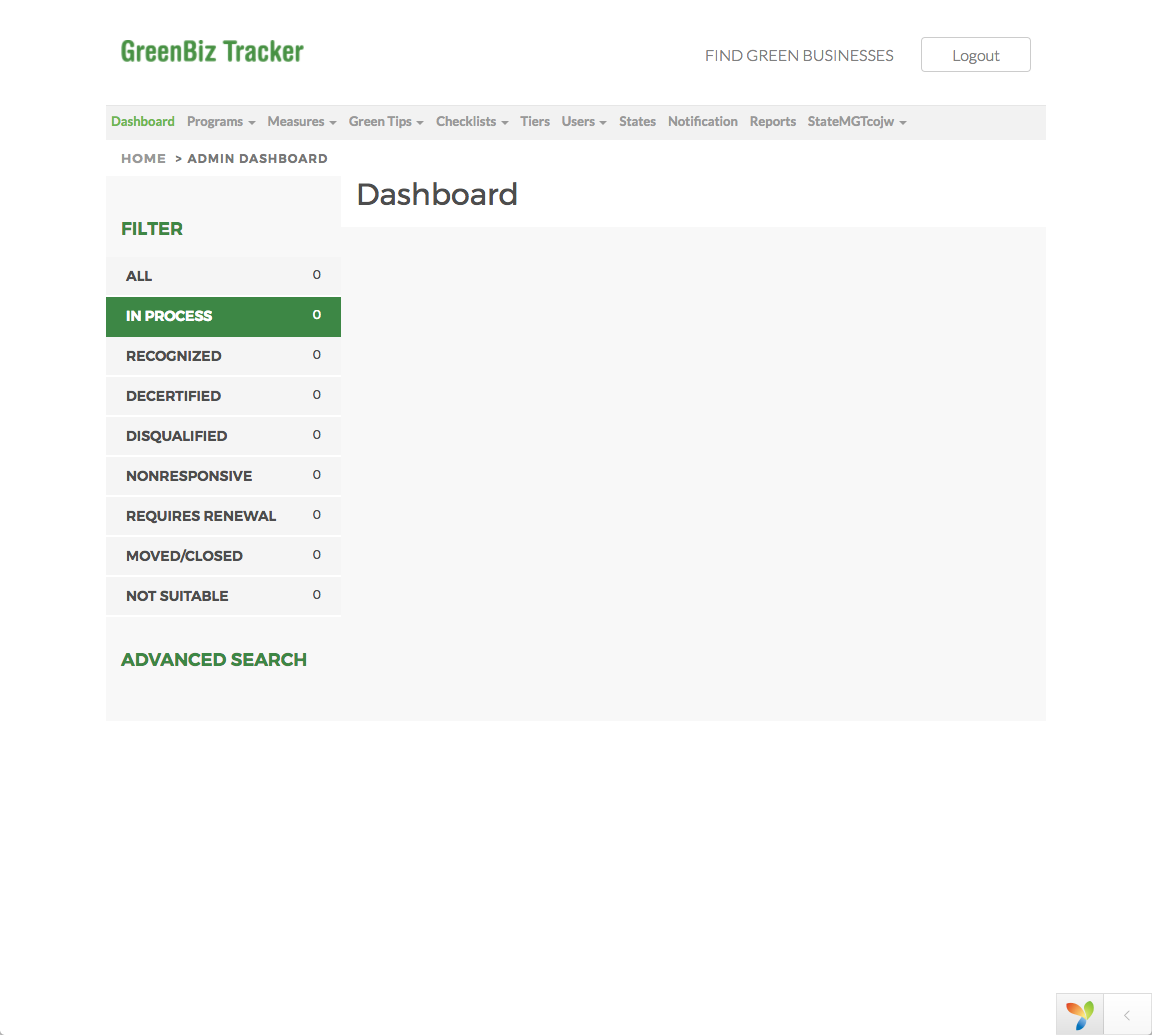 GreenBiz Tracker
FIND GREEN BUSINESSES Logout
Dashboard Programs Measures Green Tips Checklists Tiers Users States Notification Reports StateMGTcojw
HOME > ADMIN DASHBOARD
Dashboard
FILTER
ALL 0
IN PROCESS 0
RECOGNIZED 0
DECERTIFIED 0
DISQUALIFIED 0
NONRESPONSIVE 0
REQUIRES RENEWAL 0
MOVED/CLOSED 0
NOT SUITABLE 0
ADVANCED SEARCH